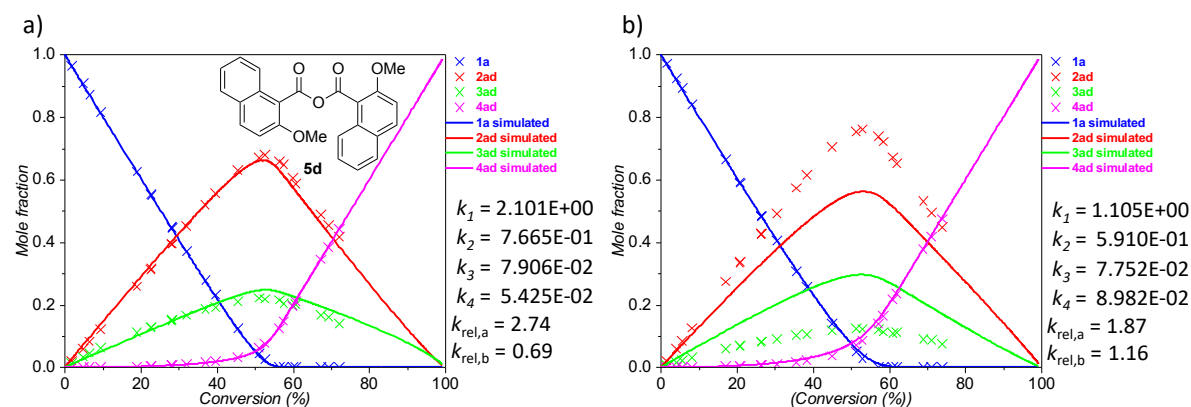 a)
1.0
0.8
0.6
0.4
0.2
0.0
Mole fraction
0
20
40
60
80
100
Conversion (%)
O
O
O
OMe
OMe
5d
1a
2ad
3ad
4ad
1a simulated
2ad simulated
3ad simulated
4ad simulated
k1 = 2.101E+00
k2 = 7.665E-01
k3 = 7.906E-02
k4 = 5.425E-02
krel,a = 2.74
krel,b = 0.69
b)
1.0
0.8
0.6
0.4
0.2
0.0
Mole fraction
0
20
40
60
80
100
(Conversion (%))
1a
2ad
3ad
4ad
1a simulated
2ad simulated
3ad simulated
4ad simulated
k1 = 1.105E+00
k2 = 5.910E-01
k3 = 7.752E-02
k4 = 8.982E-02
krel,a = 1.87
krel,b = 1.16